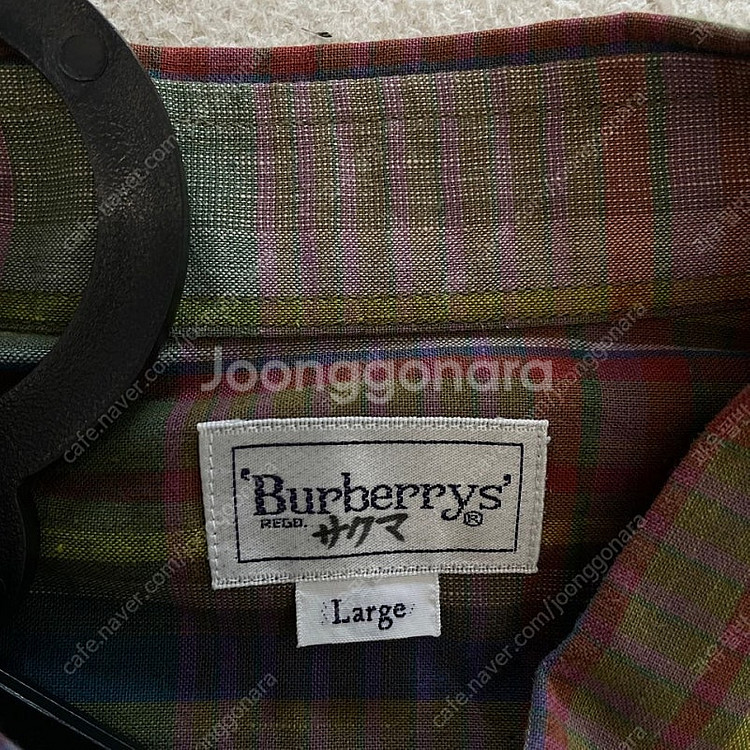 Joonggonara
'Burberrys'
REGD. サクマ ®
Large
cafe.naver.com/joonggonara